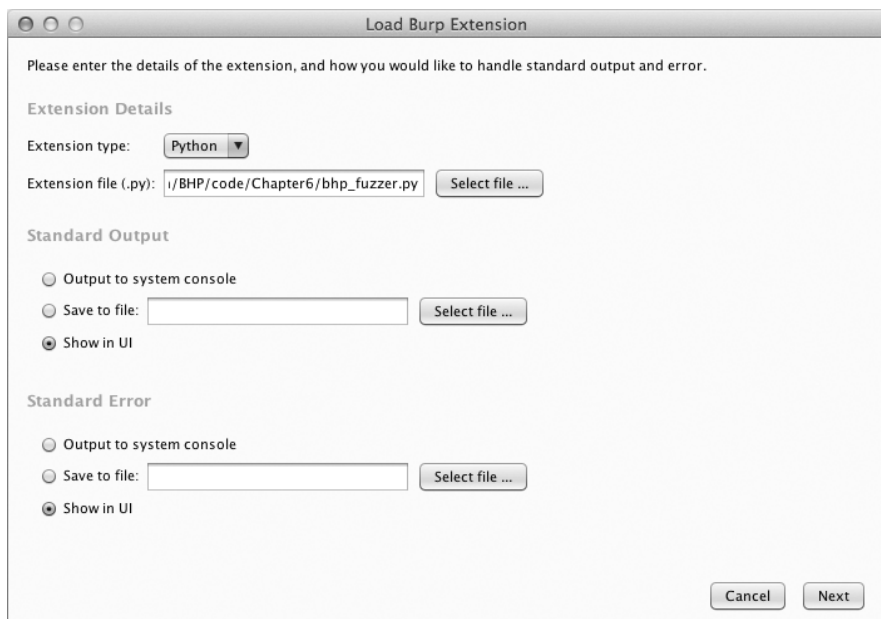 Load Burp Extension
Please enter the details of the extension, and how you would like to handle standard output and error.
Extension Details
Extension type: Python
Extension file (.py): /BHP/code/Chapter6/bhp_fuzzer.py Select file ...
Standard Output
Output to system console
Save to file: Select file ...
Show in UI
Standard Error
Output to system console
Save to file: Select file ...
Show in UI
Cancel Next